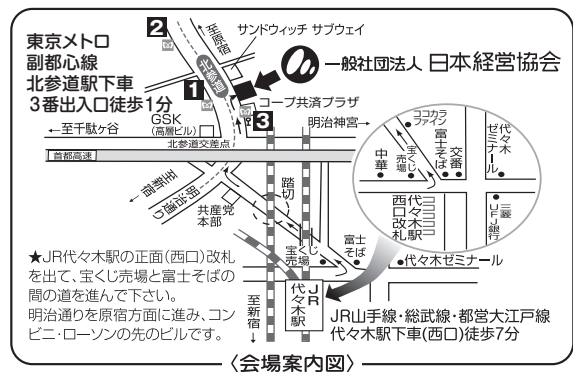 東京メトロ
副都心線
北参道駅下車
3番出入口徒歩1分
2
至原宿
サンドウィッチ サブウェイ
北参道
一般社団法人 日本経営協会
1
コープ共済プラザ
GSK
(高層ビル)
3
明治神宮→
←至千駄ヶ谷
北参道交差点
首都高速
至新宿
明治通り
共産党
本部
踏切
ココカラ
ファイン
中華
宝くじ
売場
富士そば
交番
代々木
ゼミナール
代々木駅
西口改札
三菱
UFJ銀行
宝くじ
売場
富士
そば
代々木ゼミナール
★JR代々木駅の正面(西口)改札
を出て、宝くじ売場と富士そばの
間の道を進んで下さい。
明治通りを原宿方面に進み、コン
ビニ・ローソンの先のビルです。
至新宿
↓
JR
代々木駅
JR山手線・総武線・都営大江戸線
代々木駅下車(西口)徒歩7分
〈会場案内図〉